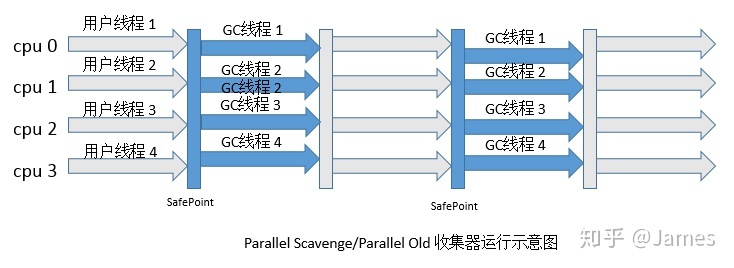 用户线程 1
GC线程 1
GC线程 1
cpu 0
用户线程 2
GC线程 2
GC线程 2
GC线程 2
cpu 1
用户线程 3
GC线程 3
GC线程 3
cpu 2
用户线程 4
GC线程 4
GC线程 4
cpu 3
SafePoint
SafePoint
Parallel Scavenge/Parallel Old 收集器运行示意图
知乎 @James